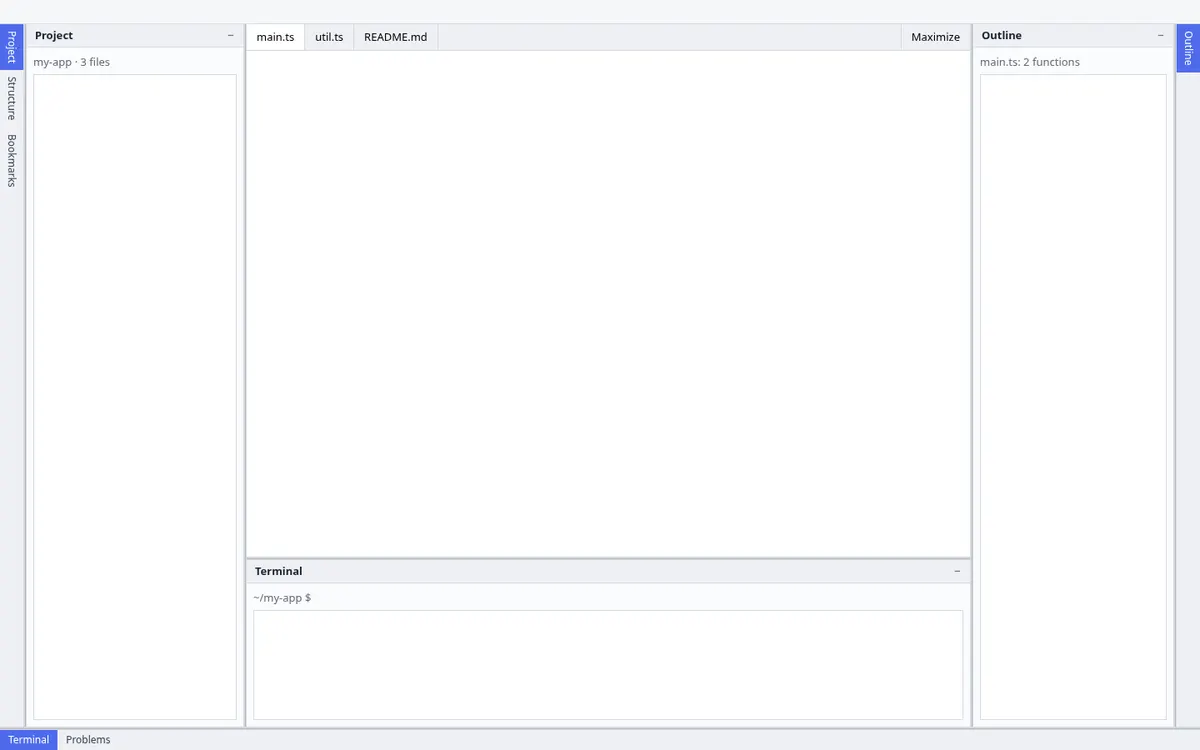 Project
Structure
Bookmarks
Project −
my-app · 3 files
main.ts util.ts README.md Maximize
Terminal −
~/my-app $
Outline −
main.ts: 2 functions
Outline
Terminal Problems